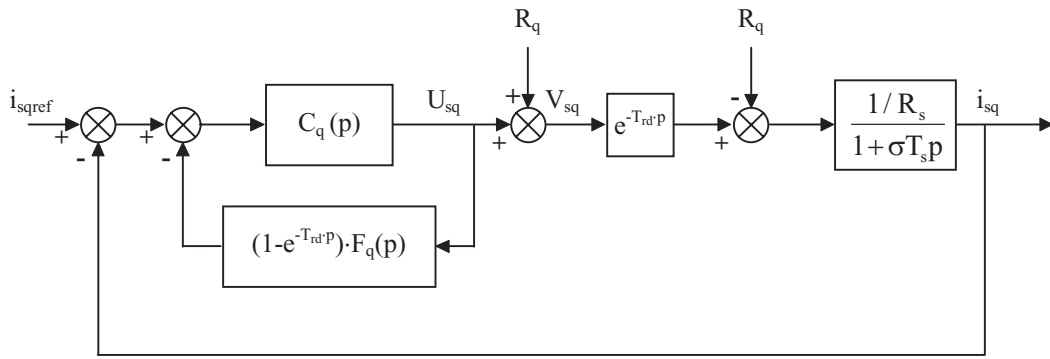 R_q
R_q
i_sqref
+
-
+
-
C_q (p)
U_sq
+
+
V_sq
e^{-T_rd·p}
+
-
1 / R_s
1 + σT_s p
i_sq
(1-e^{-T_rd·p})·F_q(p)